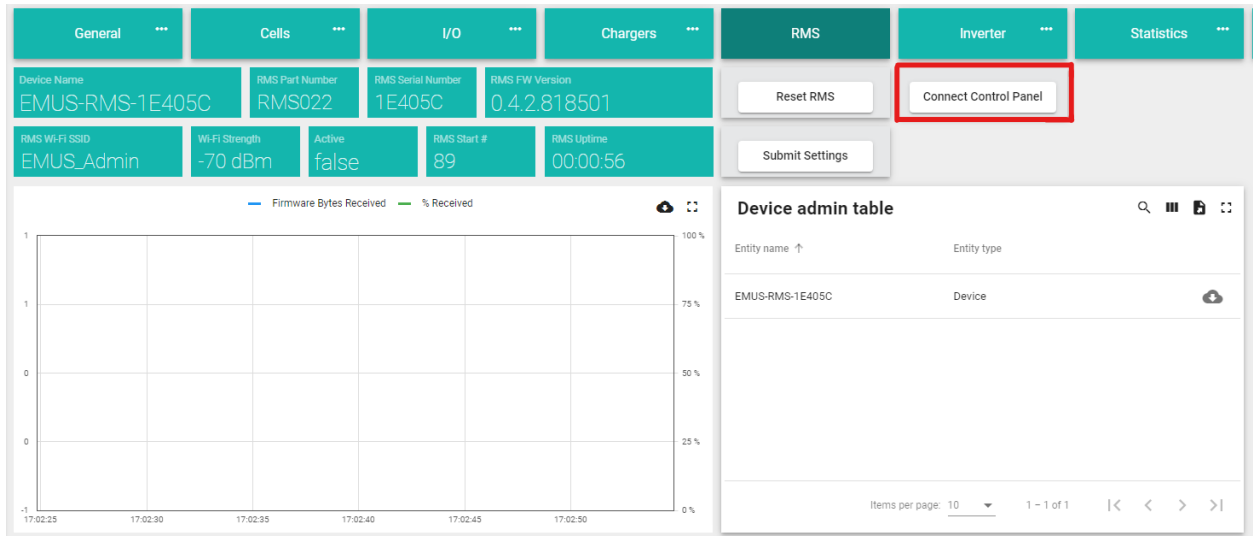 General ... Cells ... I/O ... Chargers ... RMS Inverter ... Statistics ...
Device Name RMS Part Number RMS Serial Number RMS FW Version
EMUS-RMS-1E405C RMS022 1E405C 0.4.2.818501
Reset RMS Connect Control Panel
RMS Wi-Fi SSID Wi-Fi Strength Active RMS Start # RMS Uptime
EMUS_Admin -70 dBm false 89 00:00:56
Submit Settings
Firmware Bytes Received % Received
1 100 %
1 75 %
0 50 %
0 25 %
-1 0 %
17:02:25 17:02:30 17:02:35 17:02:40 17:02:45 17:02:50
Device admin table
Entity name ↑ Entity type
EMUS-RMS-1E405C Device
Items per page: 10 1 – 1 of 1